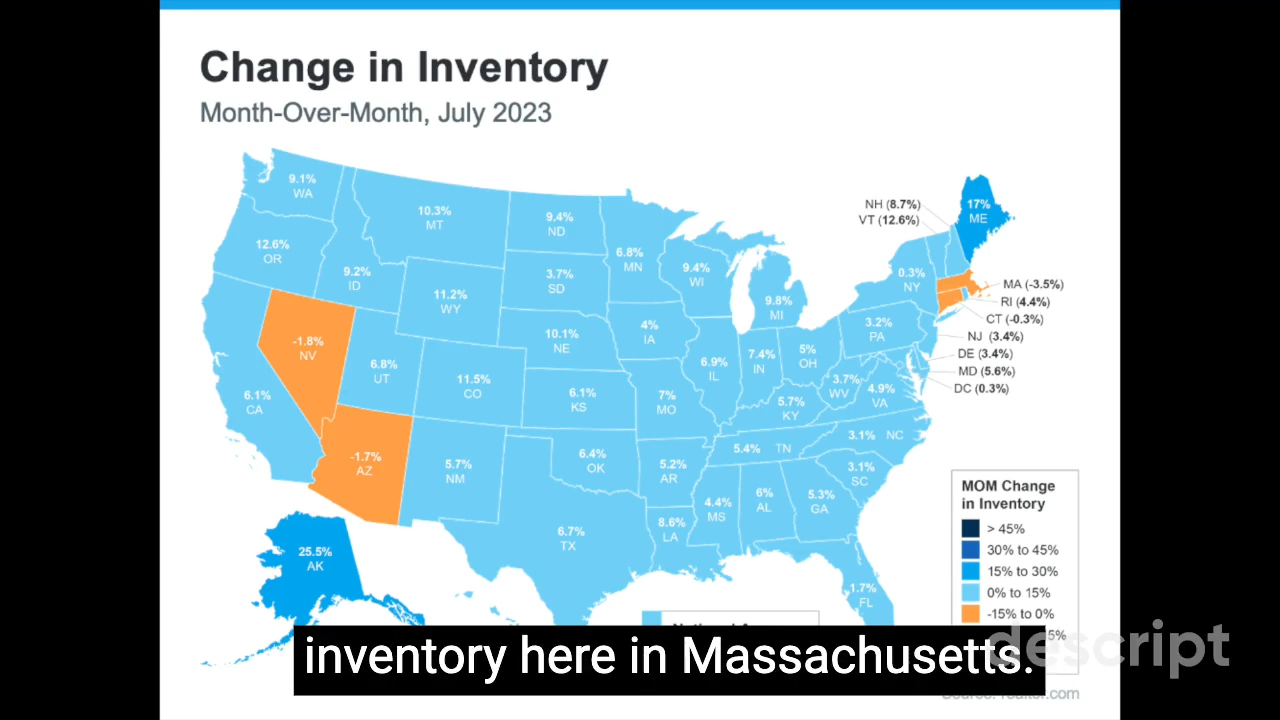 Change in Inventory
Month-Over-Month, July 2023
9.1%
WA
10.3%
MT
9.4%
ND
6.8%
MN
NH (8.7%)
VT (12.6%)
17%
ME
12.6%
OR
9.2%
ID
11.2%
WY
3.7%
SD
9.4%
WI
9.8%
MI
0.3%
NY
MA (-3.5%)
RI (4.4%)
CT (-0.3%)
NJ (3.4%)
DE (3.4%)
MD (5.6%)
DC (0.3%)
-1.8%
NV
6.8%
UT
11.5%
CO
10.1%
NE
4%
IA
6.9%
IL
7.4%
IN
5%
OH
3.2%
PA
6.1%
CA
6.1%
KS
7%
MO
5.7%
KY
3.7%
WV
4.9%
VA
-1.7%
AZ
5.7%
NM
6.4%
OK
5.2%
AR
5.4% TN
3.1% NC
3.1%
SC
6.7%
TX
8.6%
LA
4.4%
MS
6%
AL
5.3%
GA
1.7%
FL
25.5%
AK
MOM Change
in Inventory
> 45%
30% to 45%
15% to 30%
0% to 15%
-15% to 0%
inventory here in Massachusetts.
descript
Source: realtor.com